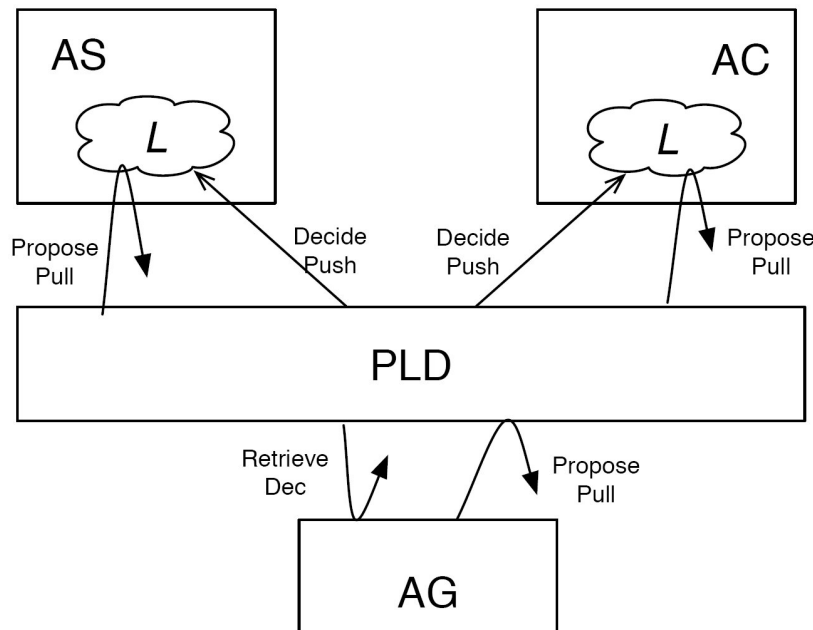 AS
AC
L
L
Propose
Pull
Decide
Push
Decide
Push
Propose
Pull
PLD
Retrieve
Dec
Propose
Pull
AG